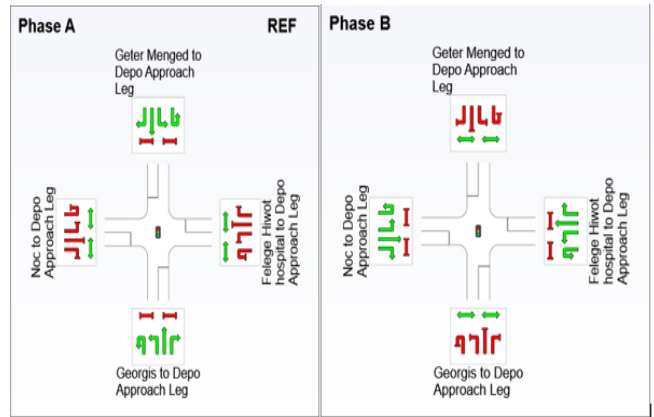 Phase A
REF
Geter Menged to
Depo Approach
Leg
Noc to Depo
Approach Leg
Felege Hiwot
hospital to Depo
Approach Leg
Georgis to Depo
Approach Leg
Phase B
Geter Menged to
Depo Approach
Leg
Noc to Depo
Approach Leg
Felege Hiwot
hospital to Depo
Approach Leg
Georgis to Depo
Approach Leg